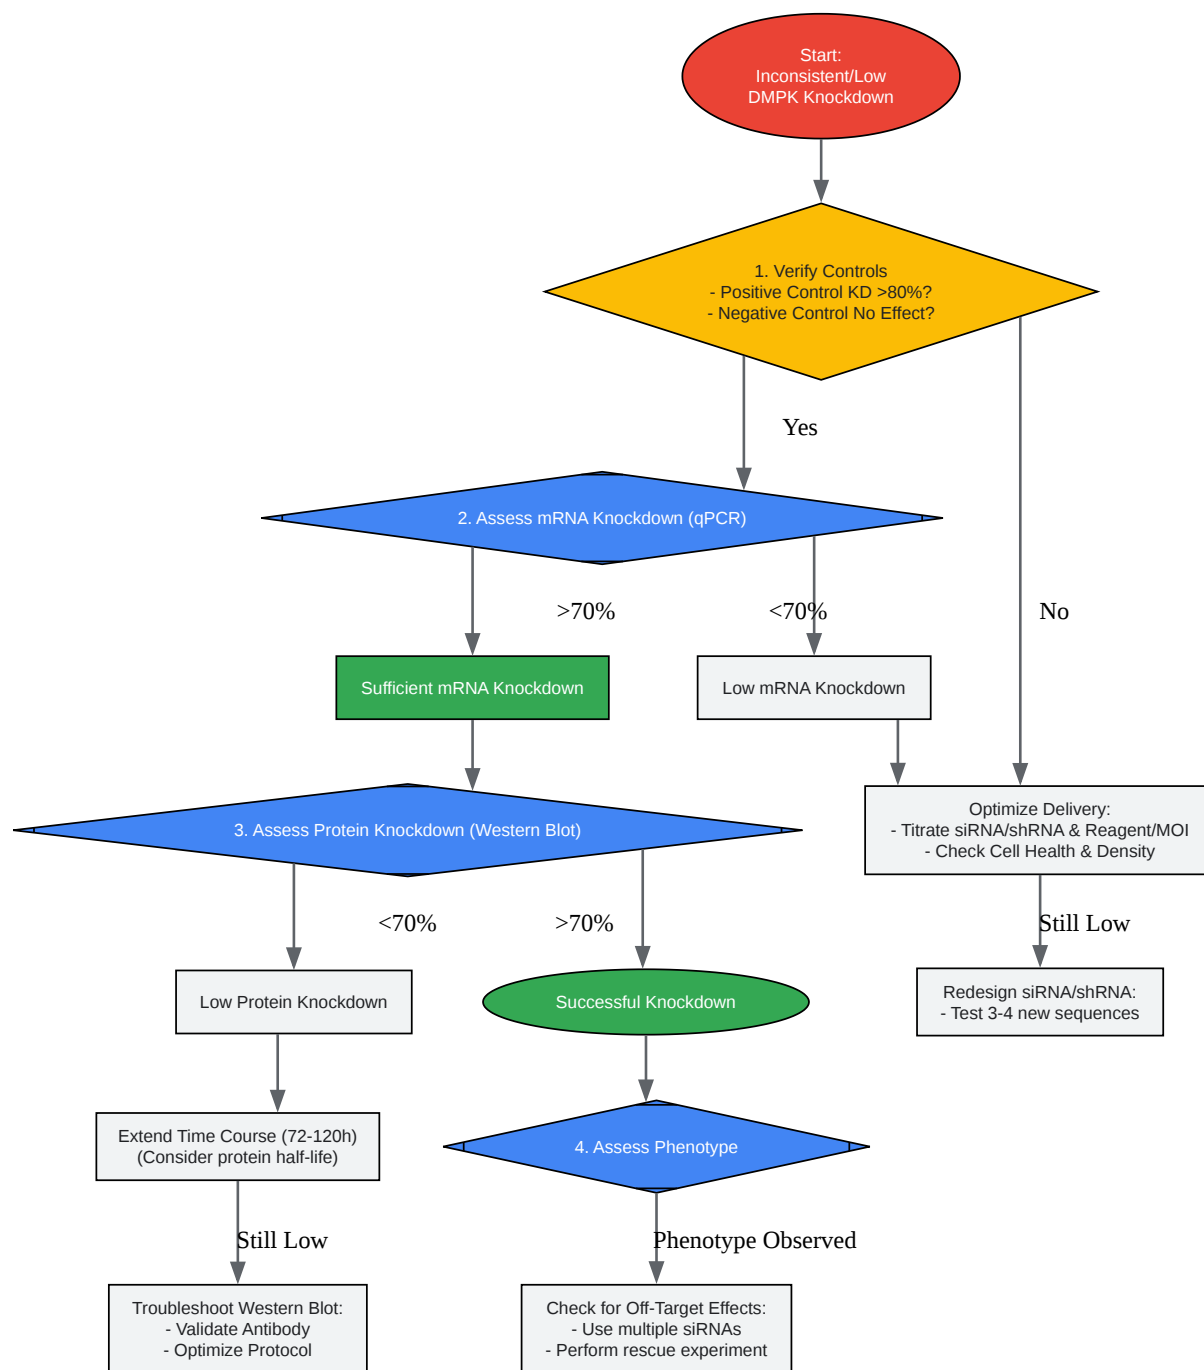 Start:
Inconsistent/Low
DMPK Knockdown
1. Verify Controls
- Positive Control KD >80%?
- Negative Control No Effect?
Yes
2. Assess mRNA Knockdown (qPCR)
>70%
<70%
No
Sufficient mRNA Knockdown
Low mRNA Knockdown
Optimize Delivery:
- Titrate siRNA/shRNA & Reagent/MOI
- Check Cell Health & Density
3. Assess Protein Knockdown (Western Blot)
<70%
>70%
Still Low
Low Protein Knockdown
Successful Knockdown
Redesign siRNA/shRNA:
- Test 3-4 new sequences
Extend Time Course (72-120h)
(Consider protein half-life)
4. Assess Phenotype
Still Low
Phenotype Observed
Troubleshoot Western Blot:
- Validate Antibody
- Optimize Protocol
Check for Off-Target Effects:
- Use multiple siRNAs
- Perform rescue experiment